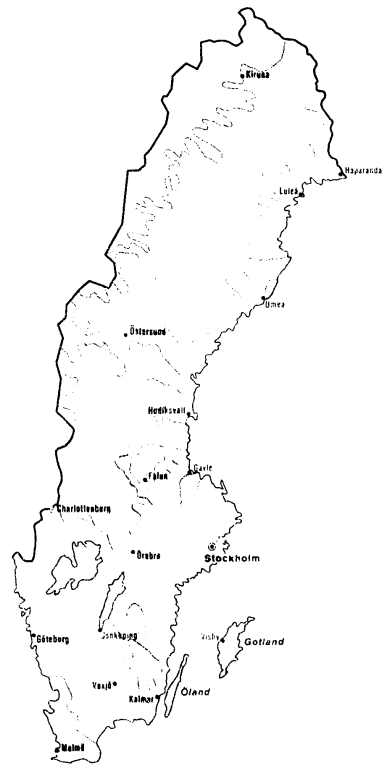 Kiruna
Haparanda
Luleå
Umeå
Östersund
Hudiksvall
Gävle
Falun
Charlottenberg
Örebro
Stockholm
Jönköping
Göteborg
Visby
Gotland
Växjö
Öland
Kalmar
Malmö